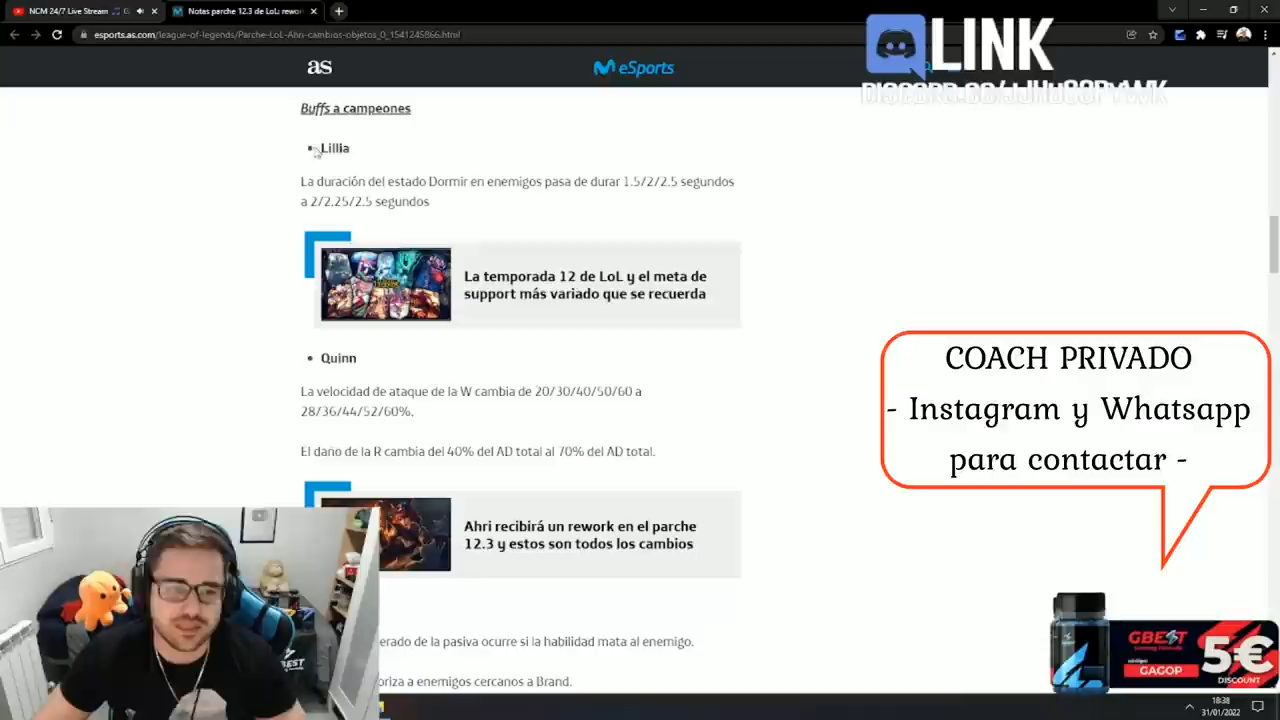 NCM 24/7 Live Stream
Notas parche 12.3 de LoL: rewo
esports.as.com/league-of-legends/Parche-LoL-Ahri-cambios-objetos_0_1541245866.html
as
eSports
LINK
Buffs a campeones
Lillia
La duración del estado Dormir en enemigos pasa de durar 1.5/2/2.5 segundos
a 2/2.25/2.5 segundos
La temporada 12 de LoL y el meta de
support más variado que se recuerda
COACH PRIVADO
- Instagram y Whatsapp
para contactar -
Quinn
La velocidad de ataque de la W cambia de 20/30/40/50/60 a
28/36/44/52/60%.
El daño de la R cambia del 40% del AD total al 70% del AD total.
Ahri recibirá un rework en el parche
12.3 y estos son todos los cambios
erado de la pasiva ocurre si la habilidad mata al enemigo.
oriza a enemigos cercanos a Brand.
GBEST
GAGOP
5€
DISCOUNT
18:38
31/01/2022